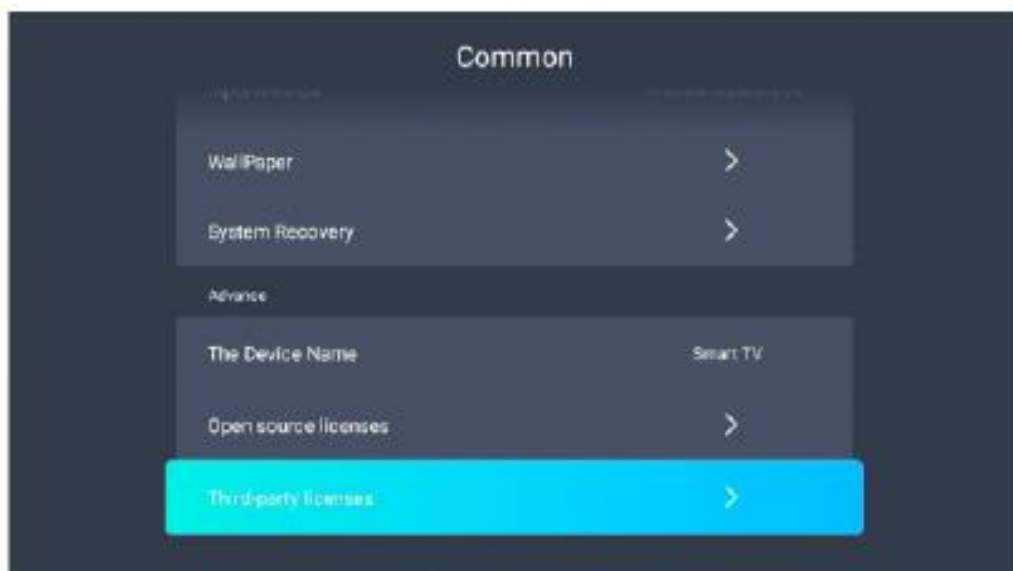 Common
WallPaper
System Recovery
Advance
The Device Name Smart TV
Open source licenses
Third-party licenses